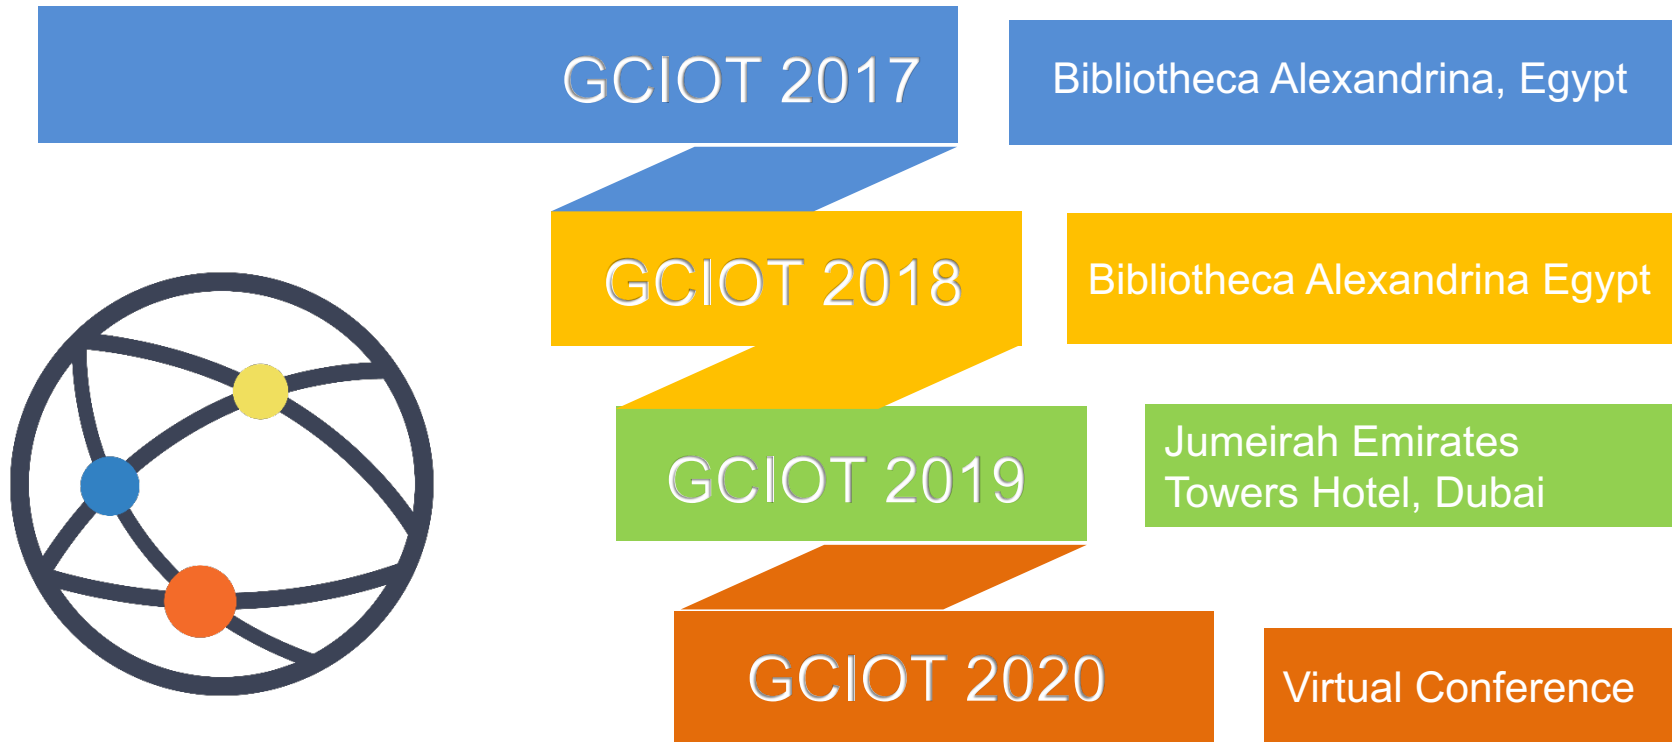 GCIOT 2017
Bibliotheca Alexandrina, Egypt
GCIOT 2018
Bibliotheca Alexandrina Egypt
GCIOT 2019
Jumeirah Emirates
Towers Hotel, Dubai
GCIOT 2020
Virtual Conference